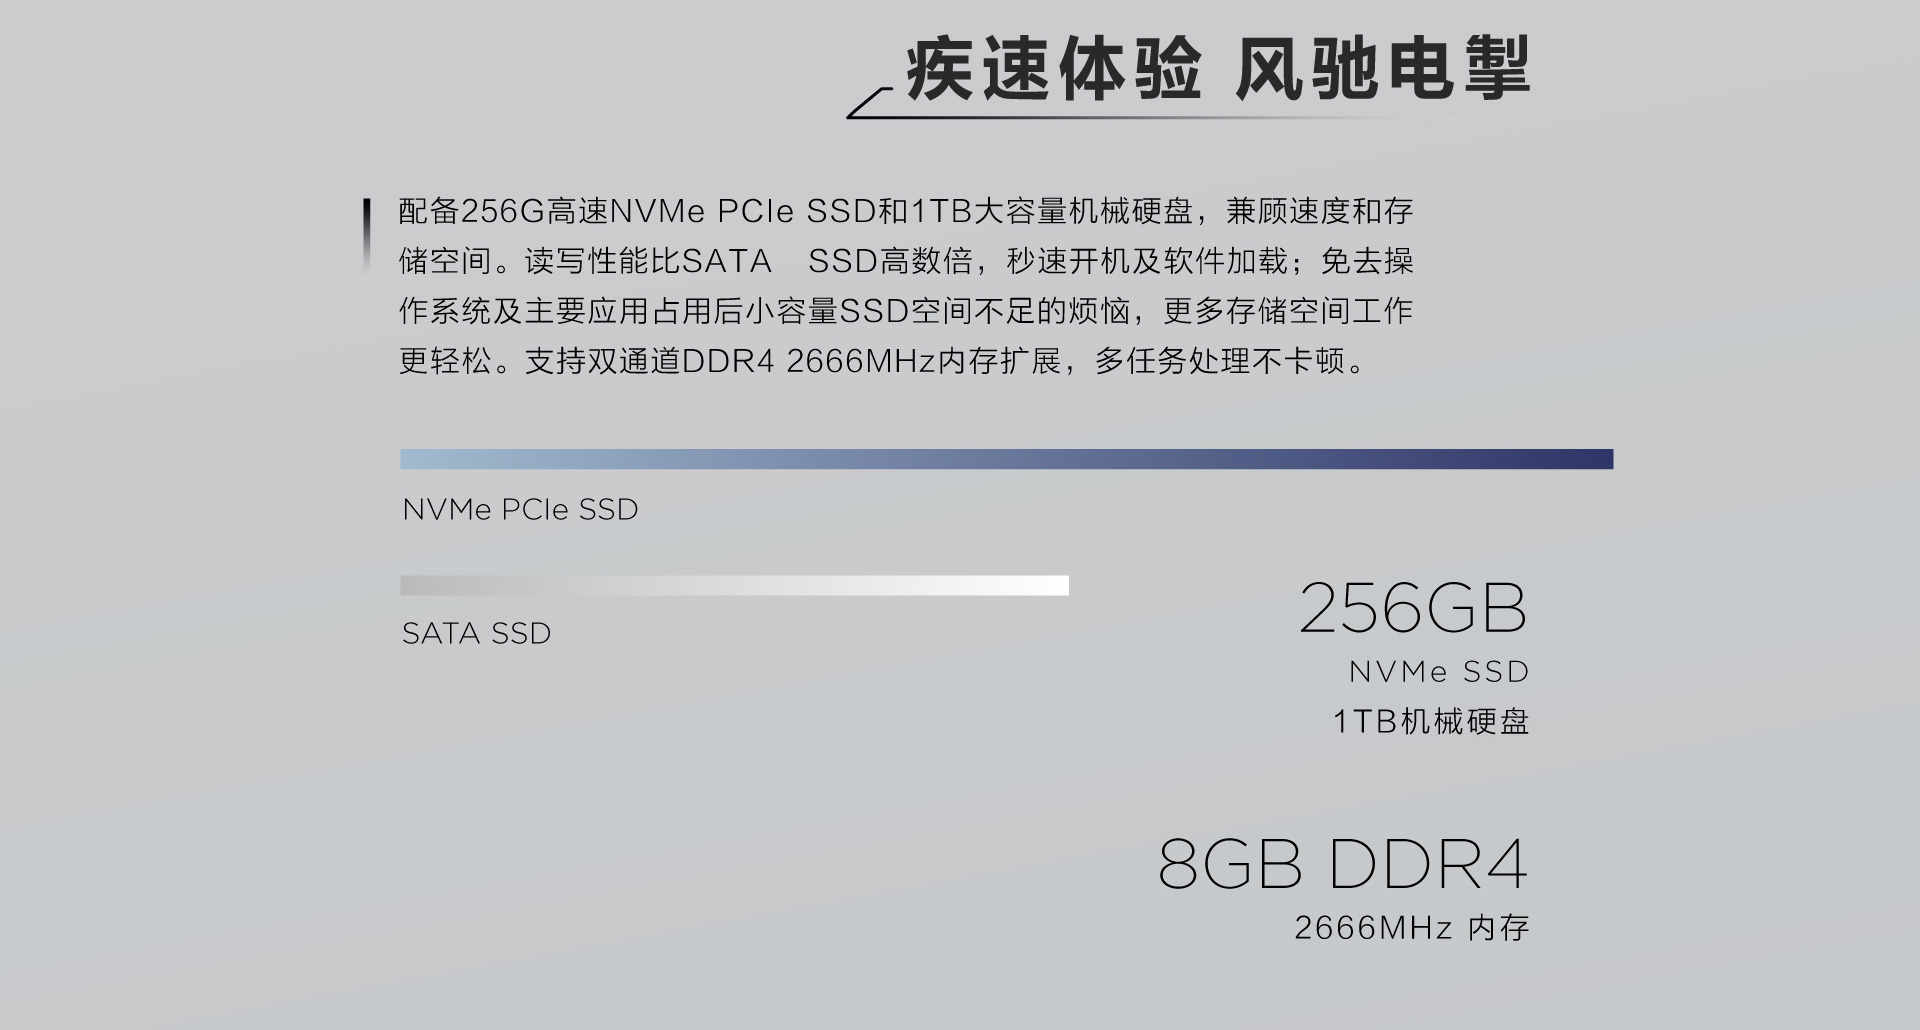 疾速体验 风驰电掣
配备256G高速NVMe PCIe SSD和1TB大容量机械硬盘，兼顾速度和存
储空间。读写性能比SATA SSD高数倍，秒速开机及软件加载；免去操
作系统及主要应用占用后小容量SSD空间不足的烦恼，更多存储空间工作
更轻松。支持双通道DDR4 2666MHz内存扩展，多任务处理不卡顿。
NVMe PCIe SSD
SATA SSD
256GB
NVMe SSD
1TB机械硬盘
8GB DDR4
2666MHz 内存